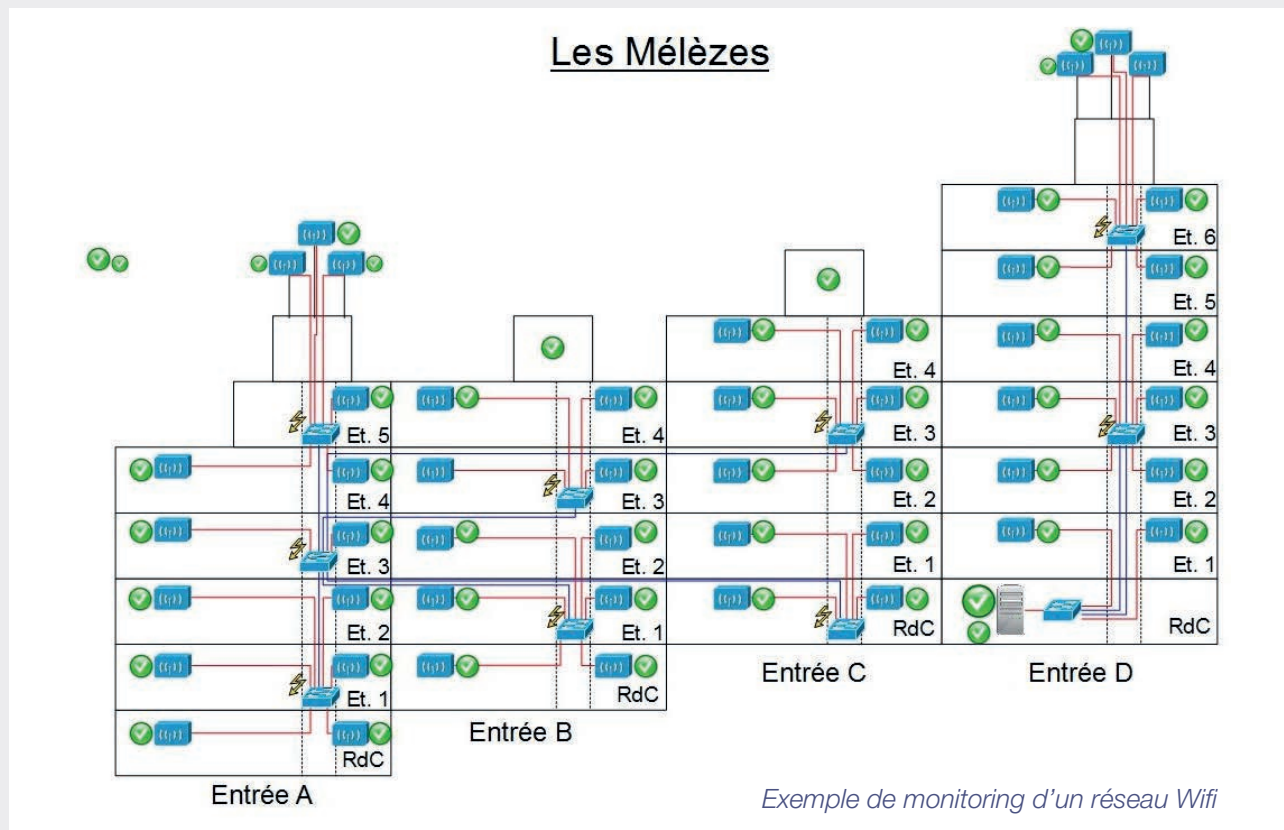 Les Mélèzes
Et. 5
Et. 4
Et. 3
Et. 2
Et. 1
RdC
Entrée A
Et. 4
Et. 3
Et. 2
Et. 1
RdC
Entrée B
Et. 4
Et. 3
Et. 2
Et. 1
RdC
Entrée C
Et. 6
Et. 5
Et. 4
Et. 3
Et. 2
Et. 1
RdC
Entrée D
Exemple de monitoring d’un réseau Wifi